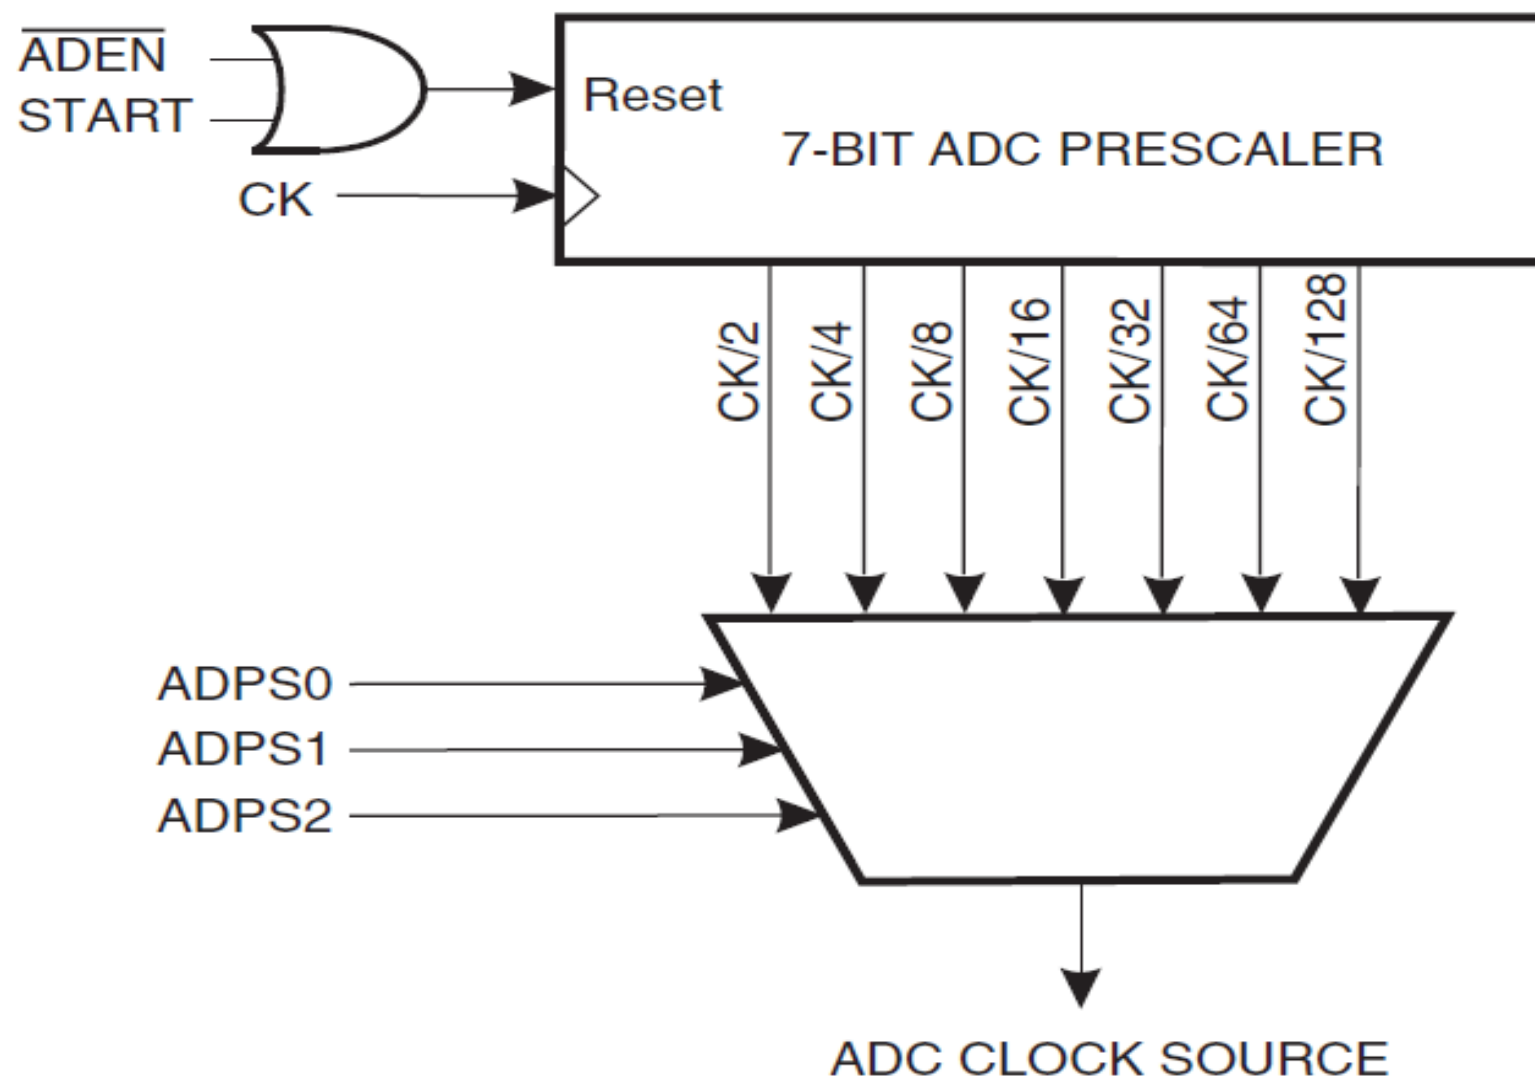 ADEN
START
CK
Reset
7-BIT ADC PRESCALER
CK/2
CK/4
CK/8
CK/16
CK/32
CK/64
CK/128
ADPS0
ADPS1
ADPS2
ADC CLOCK SOURCE